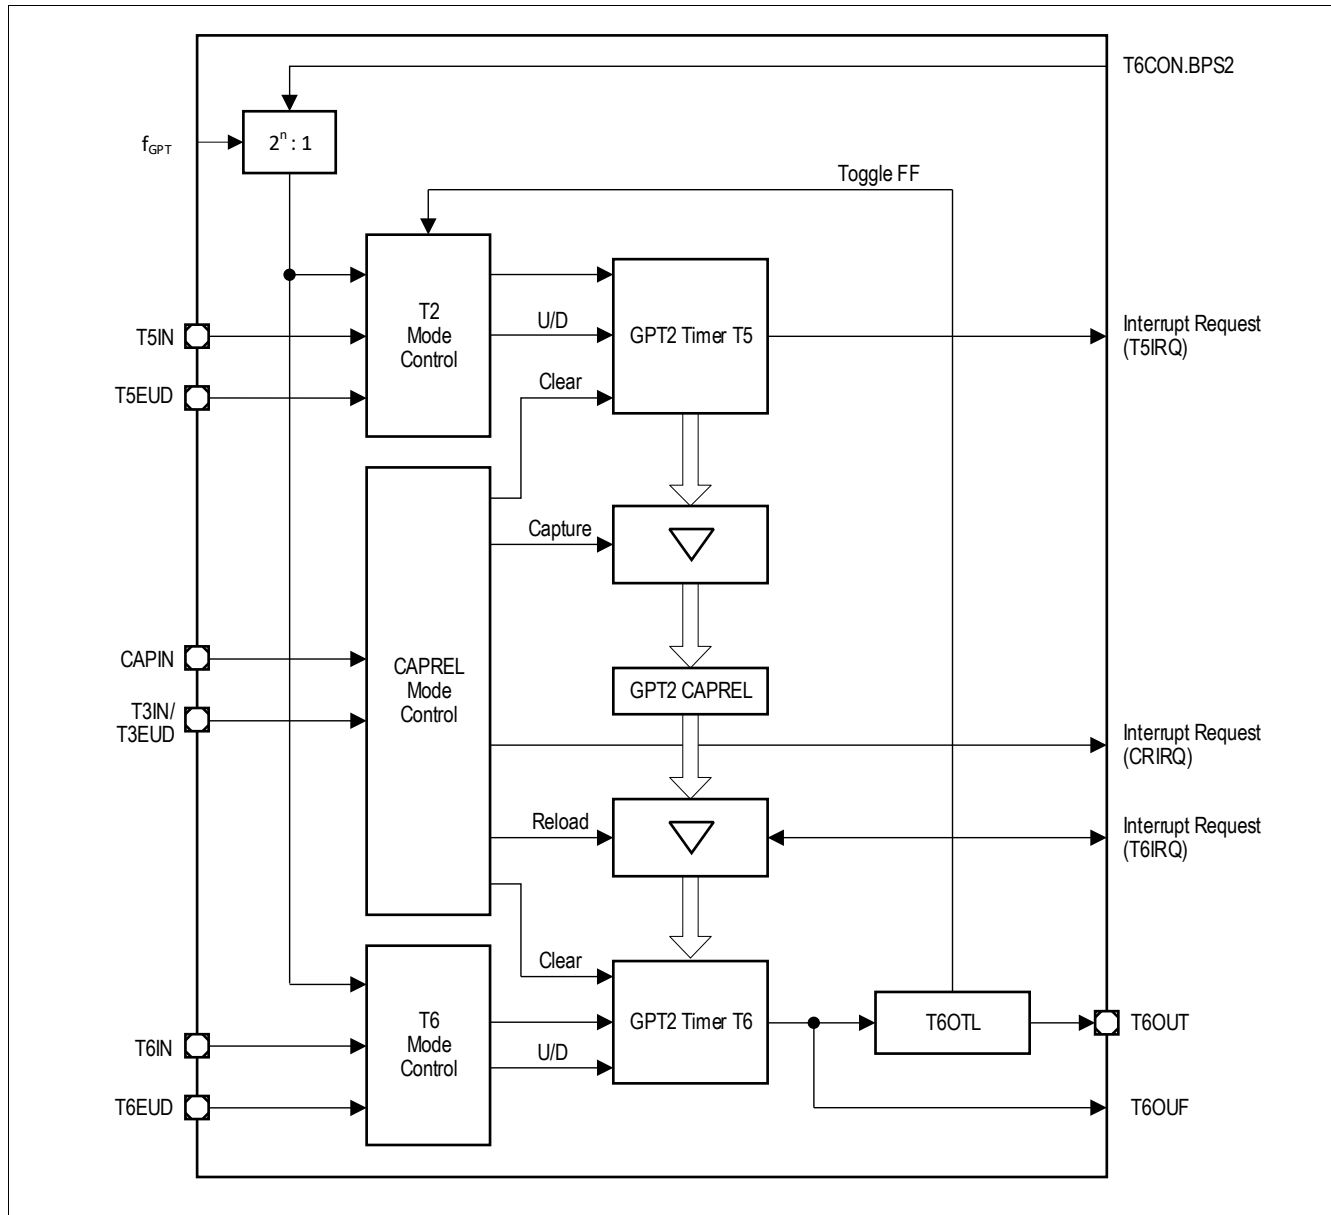 T6CON.BPS2
fGPT
2^n : 1
Toggle FF
T2
Mode
Control
U/D
GPT2 Timer T5
T5IN
Interrupt Request
(T5IRQ)
T5EUD
Clear
Capture
CAPIN
CAPREL
Mode
Control
GPT2 CAPREL
T3IN/
T3EUD
Interrupt Request
(CRIRQ)
Reload
Interrupt Request
(T6IRQ)
Clear
T6
Mode
Control
GPT2 Timer T6
T6OTL
T6OUT
T6IN
U/D
T6EUD
T6OUF